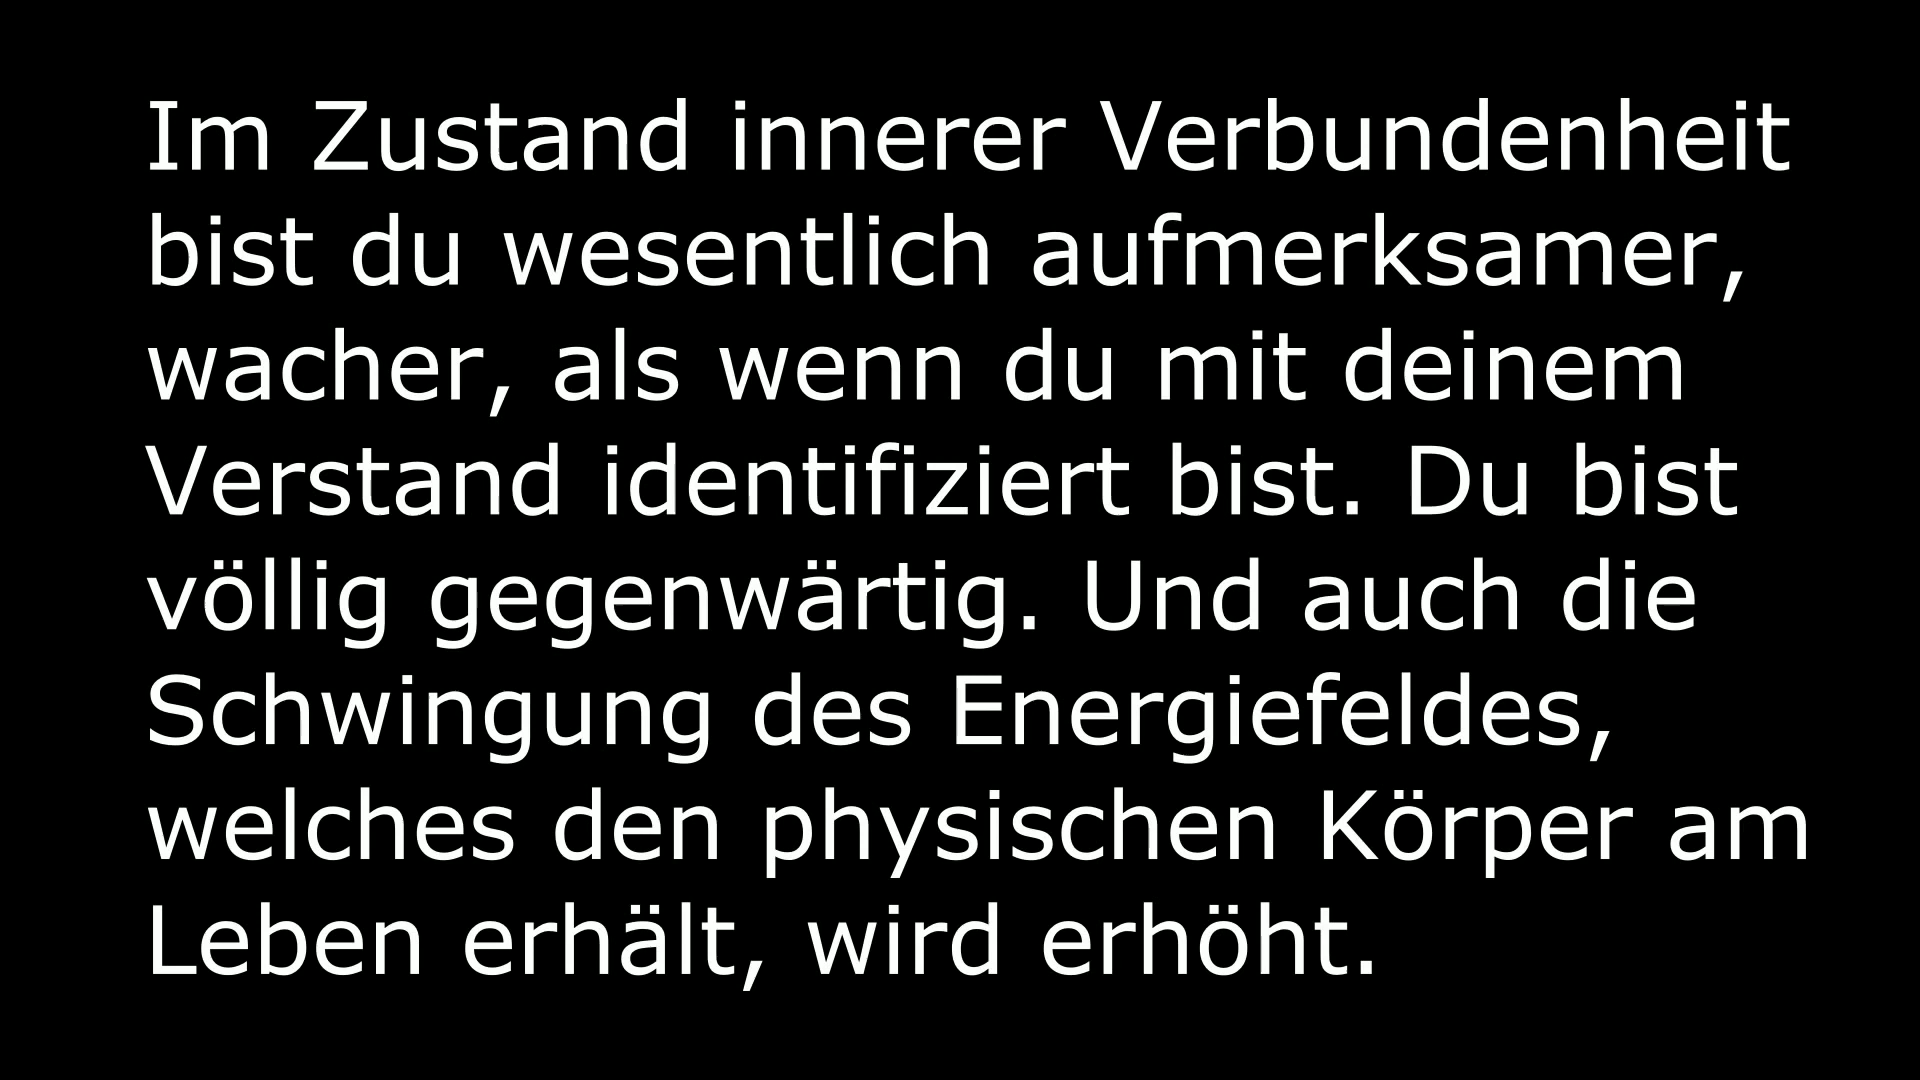 Im Zustand innerer Verbundenheit
bist du wesentlich aufmerksamer,
wacher, als wenn du mit deinem
Verstand identifiziert bist. Du bist
völlig gegenwärtig. Und auch die
Schwingung des Energiefeldes,
welches den physischen Körper am
Leben erhält, wird erhöht.